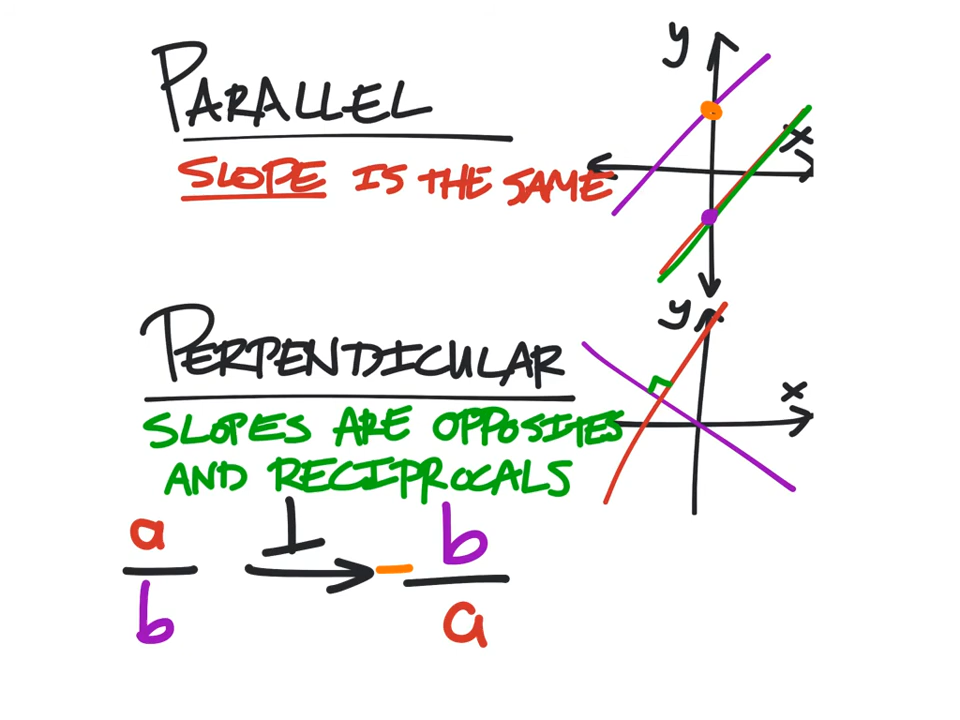 y
PARALLEL
x
SLOPE IS THE SAME
y
PERPENDICULAR
x
SLOPES ARE OPPOSITES
AND RECIPROCALS
a/b ⊥→ - b/a